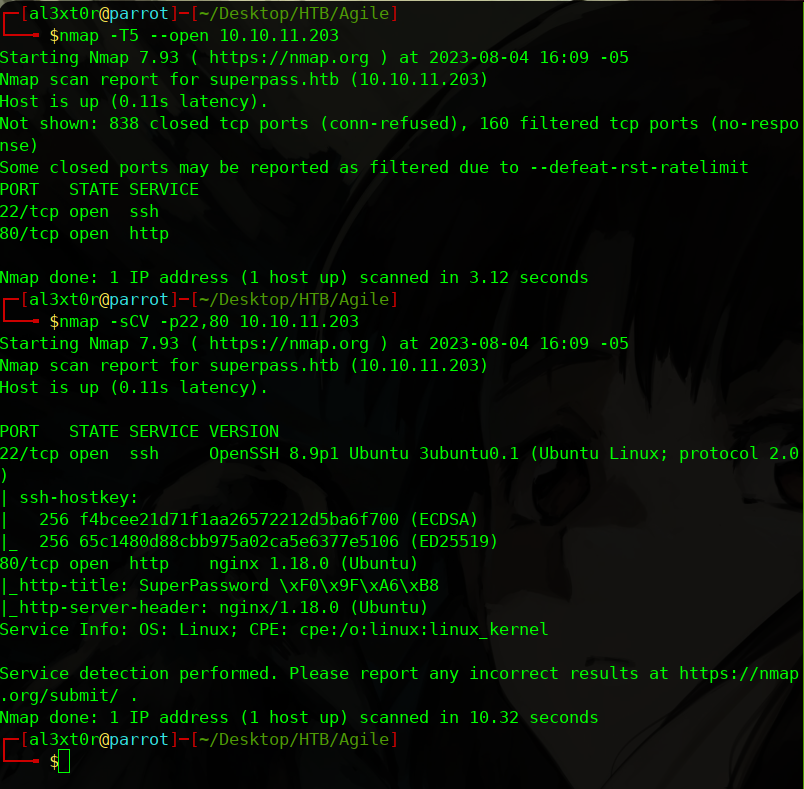 ┌─[al3xt0r@parrot]─[~/Desktop/HTB/Agile]
└──╼ $nmap -T5 --open 10.10.11.203
Starting Nmap 7.93 ( https://nmap.org ) at 2023-08-04 16:09 -05
Nmap scan report for superpass.htb (10.10.11.203)
Host is up (0.11s latency).
Not shown: 838 closed tcp ports (conn-refused), 160 filtered tcp ports (no-respo
nse)
Some closed ports may be reported as filtered due to --defeat-rst-ratelimit
PORT   STATE SERVICE
22/tcp open  ssh
80/tcp open  http

Nmap done: 1 IP address (1 host up) scanned in 3.12 seconds
┌─[al3xt0r@parrot]─[~/Desktop/HTB/Agile]
└──╼ $nmap -sCV -p22,80 10.10.11.203
Starting Nmap 7.93 ( https://nmap.org ) at 2023-08-04 16:09 -05
Nmap scan report for superpass.htb (10.10.11.203)
Host is up (0.11s latency).

PORT   STATE SERVICE VERSION
22/tcp open  ssh     OpenSSH 8.9p1 Ubuntu 3ubuntu0.1 (Ubuntu Linux; protocol 2.0
)
| ssh-hostkey:
|   256 f4bcee21d71f1aa26572212d5ba6f700 (ECDSA)
|_  256 65c1480d88cbb975a02ca5e6377e5106 (ED25519)
80/tcp open  http    nginx 1.18.0 (Ubuntu)
|_http-title: SuperPassword \xF0\x9F\xA6\xB8
|_http-server-header: nginx/1.18.0 (Ubuntu)
Service Info: OS: Linux; CPE: cpe:/o:linux:linux_kernel

Service detection performed. Please report any incorrect results at https://nmap
.org/submit/ .
Nmap done: 1 IP address (1 host up) scanned in 10.32 seconds
┌─[al3xt0r@parrot]─[~/Desktop/HTB/Agile]
└──╼ $